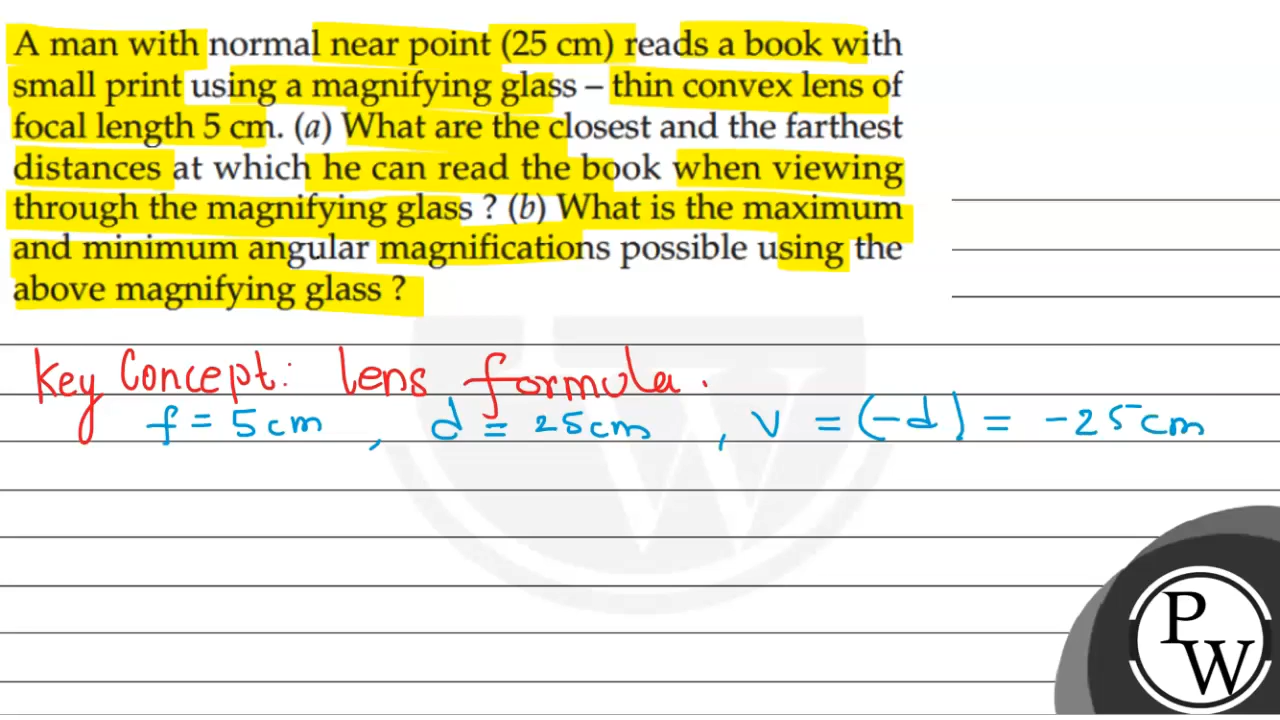 A man with normal near point (25 cm) reads a book with
small print using a magnifying glass – thin convex lens of
focal length 5 cm. (a) What are the closest and the farthest
distances at which he can read the book when viewing
through the magnifying glass ? (b) What is the maximum
and minimum angular magnifications possible using the
above magnifying glass ?
Key Concept: lens formula.
f = 5cm , d = 25cm , v = (-d) = -25cm
P
W